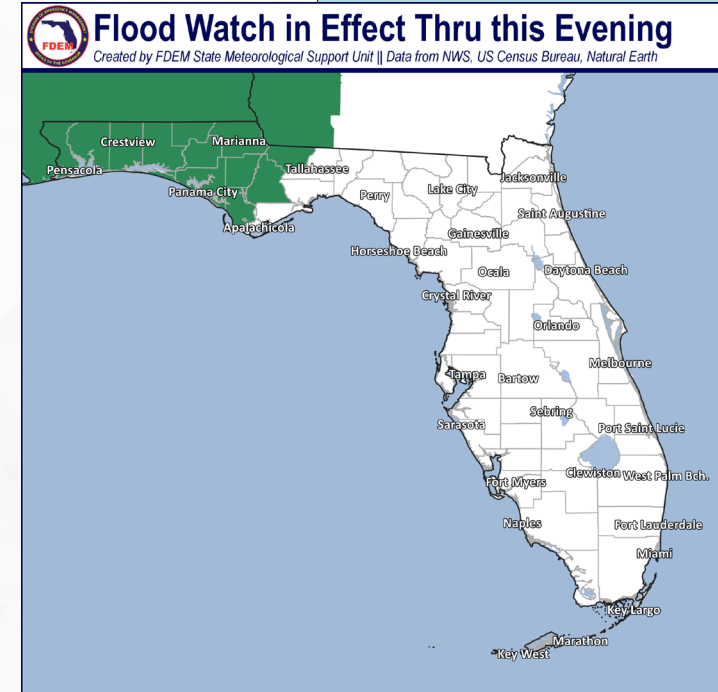 Flood Watch in Effect Thru this Evening
Created by FDEM State Meteorological Support Unit || Data from NWS, US Census Bureau, Natural Earth
FDEM
Crestview
Marianna
Pensacola
Tallahassee
Panama City
Perry
Lake City
Jacksonville
Apalachicola
Saint Augustine
Gainesville
Horseshoe Beach
Ocala
Daytona Beach
Crystal River
Orlando
Melbourne
Tampa
Bartow
Sebring
Sarasota
Port Saint Lucie
Clewiston
West Palm Bch.
Fort Myers
Naples
Fort Lauderdale
Miami
Key Largo
Marathon
Key West